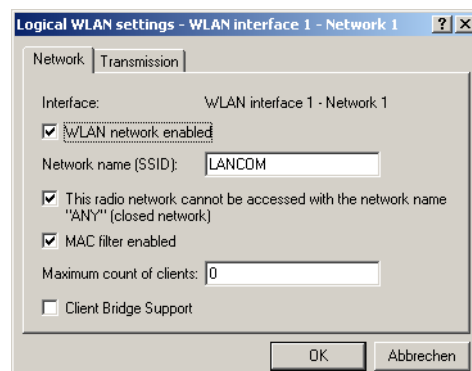 Logical WLAN settings - WLAN interface 1 - Network 1
Network
Transmission
Interface: WLAN interface 1 - Network 1
WLAN network enabled
Network name (SSID): LANCOM
This radio network cannot be accessed with the network name
"ANY" (closed network)
MAC filter enabled
Maximum count of clients: 0
Client Bridge Support
OK
Abbrechen